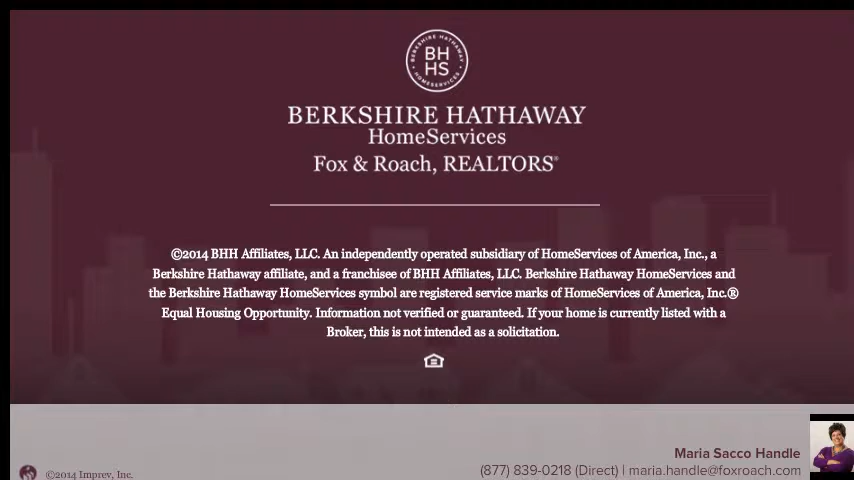 BERKSHIRE HATHAWAY
HOMESERVICES
BH
HS
BERKSHIRE HATHAWAY
HomeServices
Fox & Roach, REALTORS®
©2014 BHH Affiliates, LLC. An independently operated subsidiary of HomeServices of America, Inc., a
Berkshire Hathaway affiliate, and a franchisee of BHH Affiliates, LLC. Berkshire Hathaway HomeServices and
the Berkshire Hathaway HomeServices symbol are registered service marks of HomeServices of America, Inc.®
Equal Housing Opportunity. Information not verified or guaranteed. If your home is currently listed with a
Broker, this is not intended as a solicitation.
Maria Sacco Handle
(877) 839-0218 (Direct) | maria.handle@foxroach.com
©2014 Imprev, Inc.